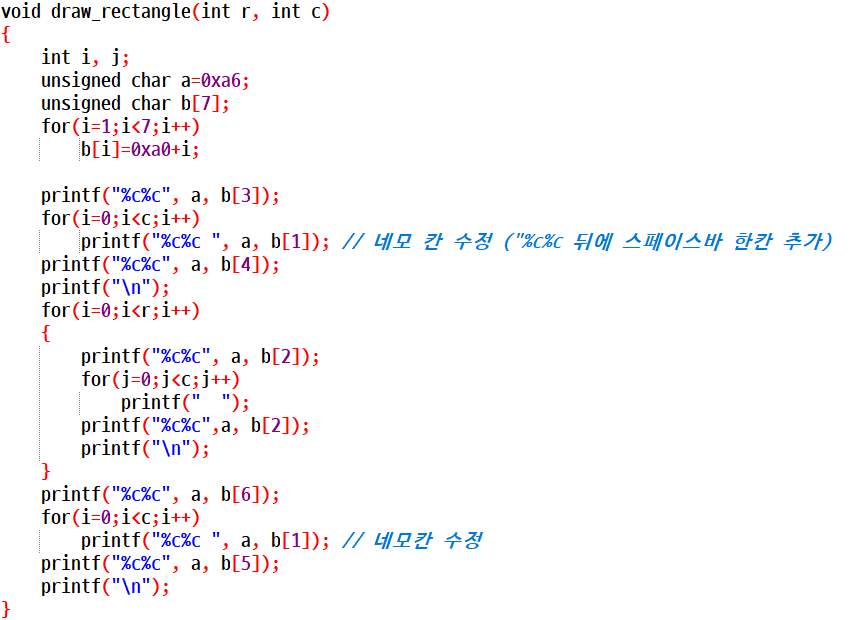 void draw_rectangle(int r, int c)
{
    int i, j;
    unsigned char a=0xa6;
    unsigned char b[7];
    for(i=1;i<7;i++)
        b[i]=0xa0+i;

    printf("%c%c", a, b[3]);
    for(i=0;i<c;i++)
        printf("%c%c ", a, b[1]); // 네모 칸 수정 ("%c%c 뒤에 스페이스바 한칸 추가)
    printf("%c%c", a, b[4]);
    printf("\n");
    for(i=0;i<r;i++)
    {
        printf("%c%c", a, b[2]);
        for(j=0;j<c;j++)
            printf("  ");
        printf("%c%c",a, b[2]);
        printf("\n");
    }
    printf("%c%c", a, b[6]);
    for(i=0;i<c;i++)
        printf("%c%c ", a, b[1]); // 네모칸 수정
    printf("%c%c", a, b[5]);
    printf("\n");
}